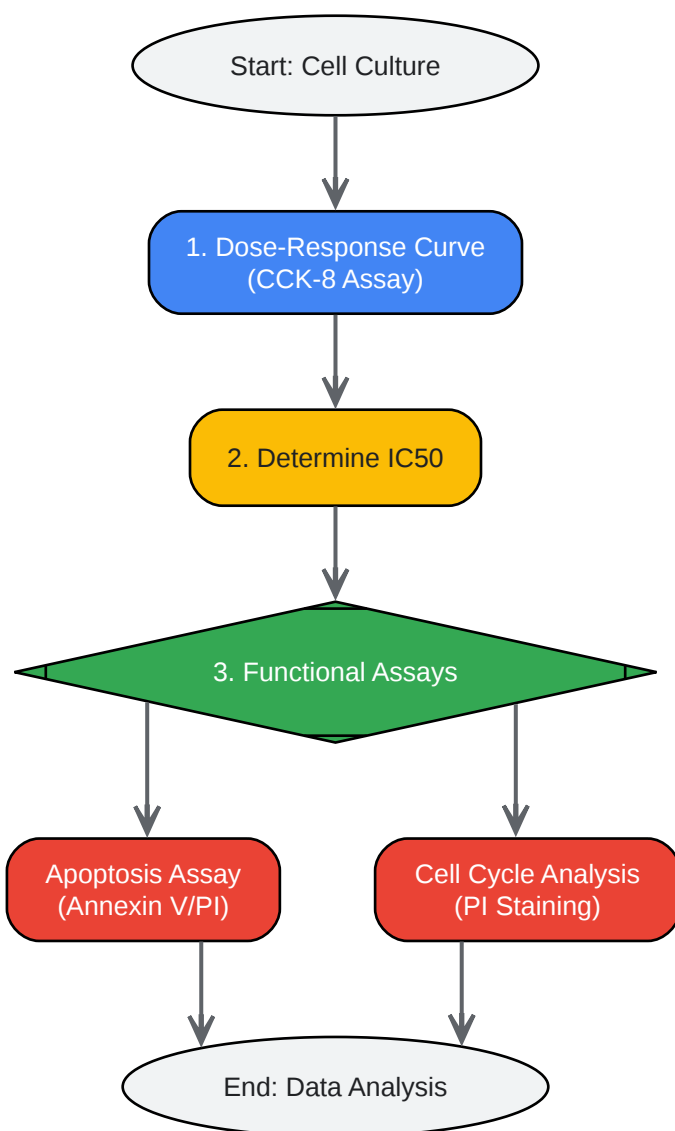 Start: Cell Culture
1. Dose-Response Curve
(CCK-8 Assay)
2. Determine IC50
3. Functional Assays
Apoptosis Assay
(Annexin V/PI)
Cell Cycle Analysis
(PI Staining)
End: Data Analysis